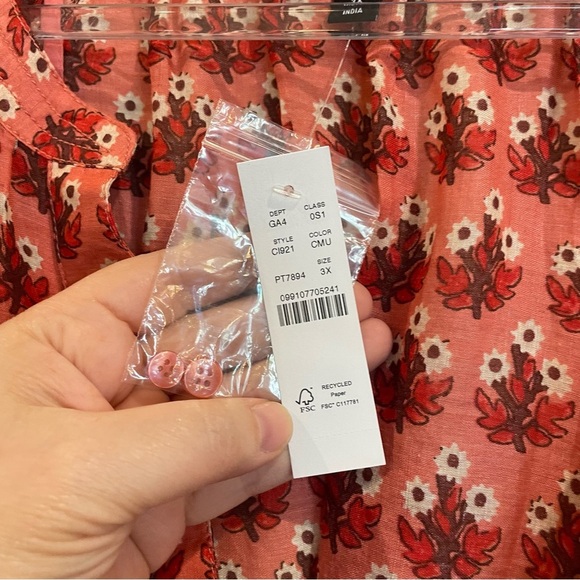 INDIA
DEPT CLASS
GA4 0S1
STYLE COLOR
CI921 CMU
SIZE
PT7894 3X
099107705241
FSC
RECYCLED
Paper
FSC® C117781